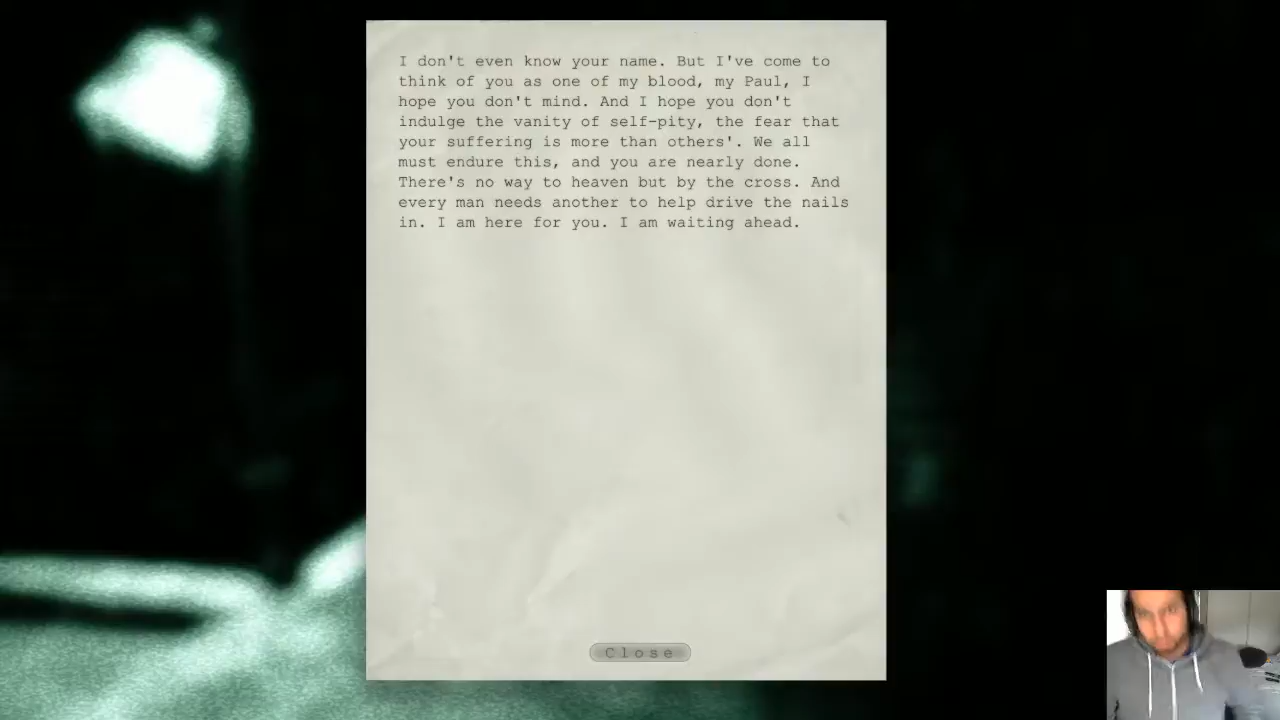 I don't even know your name. But I've come to
think of you as one of my blood, my Paul, I
hope you don't mind. And I hope you don't
indulge the vanity of self-pity, the fear that
your suffering is more than others'. We all
must endure this, and you are nearly done.
There's no way to heaven but by the cross. And
every man needs another to help drive the nails
in. I am here for you. I am waiting ahead.
Close